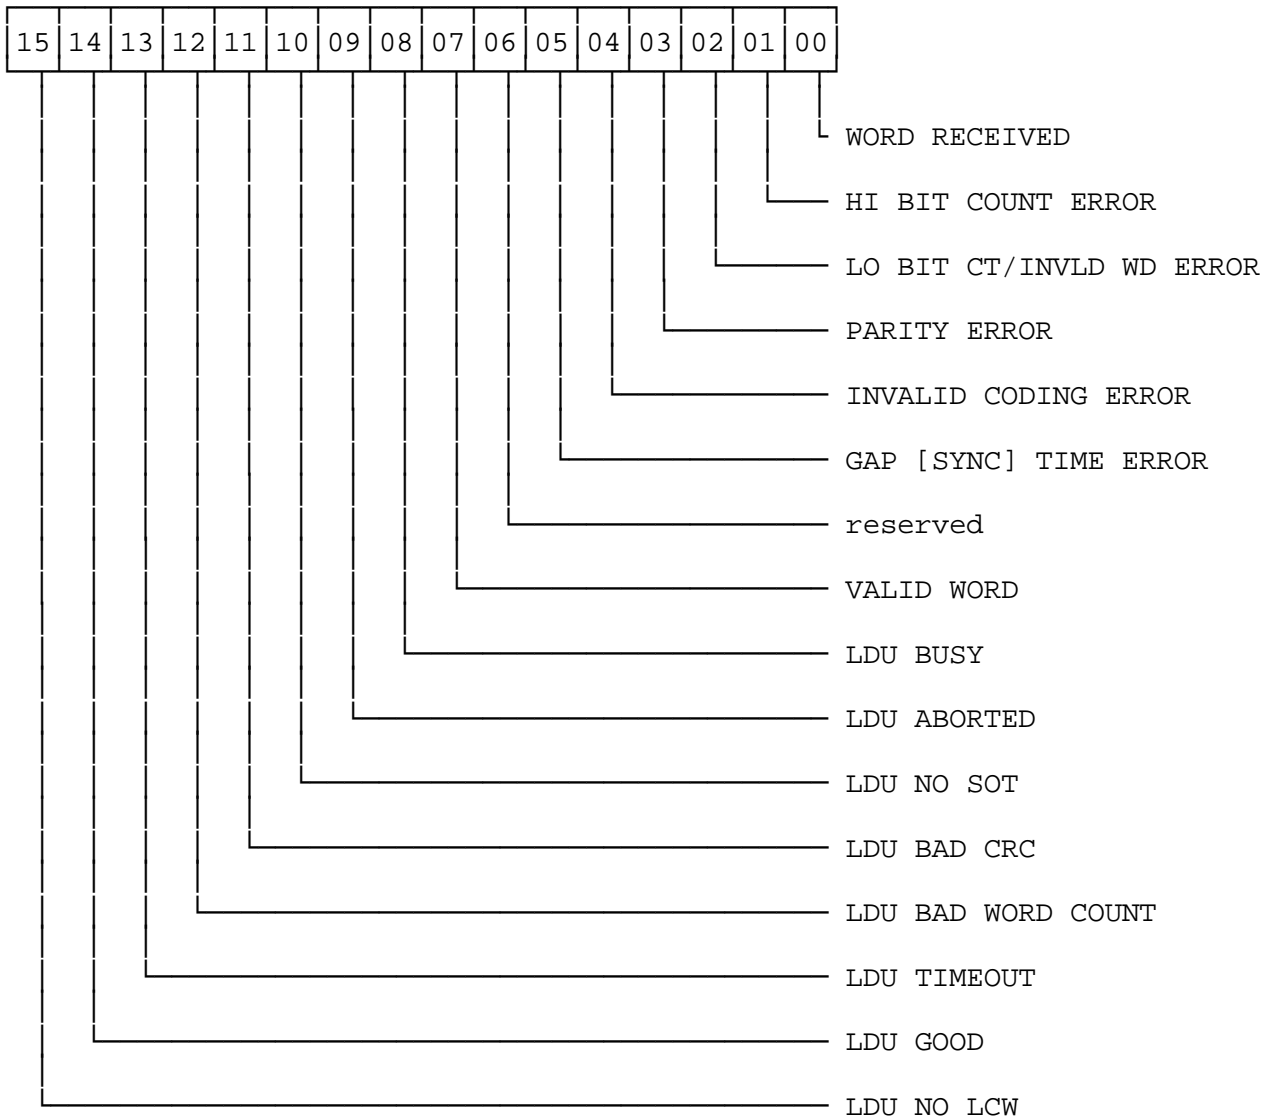 15 14 13 12 11 10 09 08 07 06 05 04 03 02 01 00
WORD RECEIVED
HI BIT COUNT ERROR
LO BIT CT/INVLD WD ERROR
PARITY ERROR
INVALID CODING ERROR
GAP [SYNC] TIME ERROR
reserved
VALID WORD
LDU BUSY
LDU ABORTED
LDU NO SOT
LDU BAD CRC
LDU BAD WORD COUNT
LDU TIMEOUT
LDU GOOD
LDU NO LCW